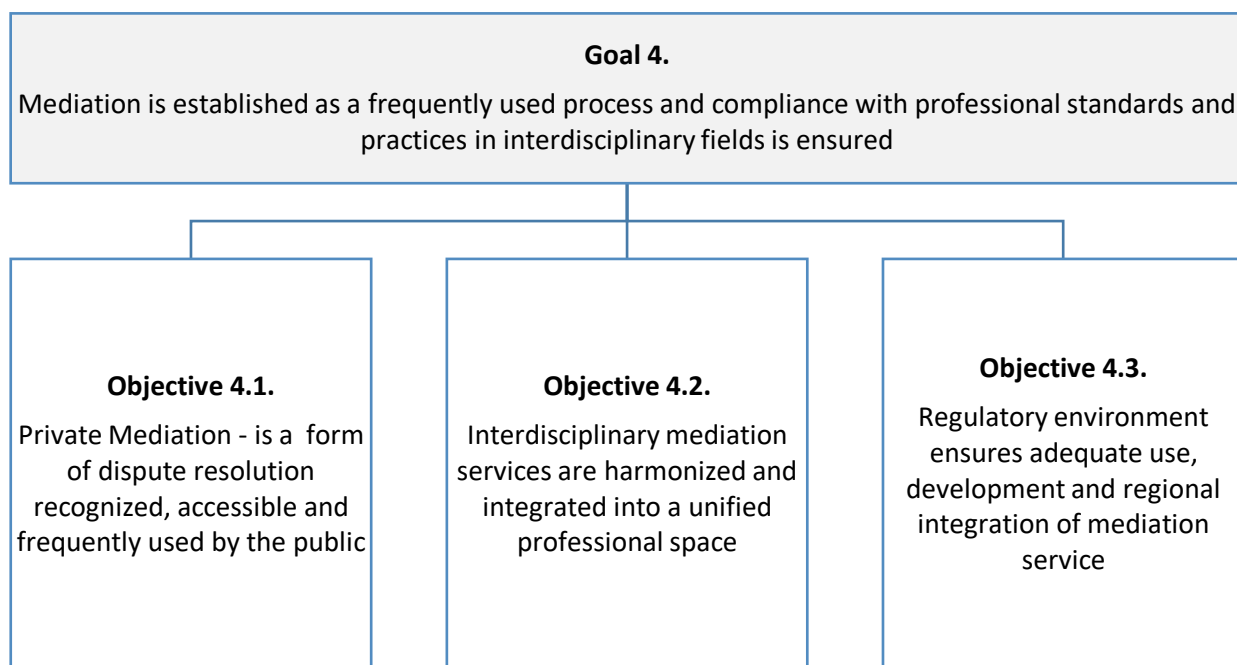 Goal 4.
Mediation is established as a frequently used process and compliance with professional standards and
practices in interdisciplinary fields is ensured
Objective 4.1.
Private Mediation - is a form
of dispute resolution
recognized, accessible and
frequently used by the public
Objective 4.2.
Interdisciplinary mediation
services are harmonized and
integrated into a unified
professional space
Objective 4.3.
Regulatory environment
ensures adequate use,
development and regional
integration of mediation
service